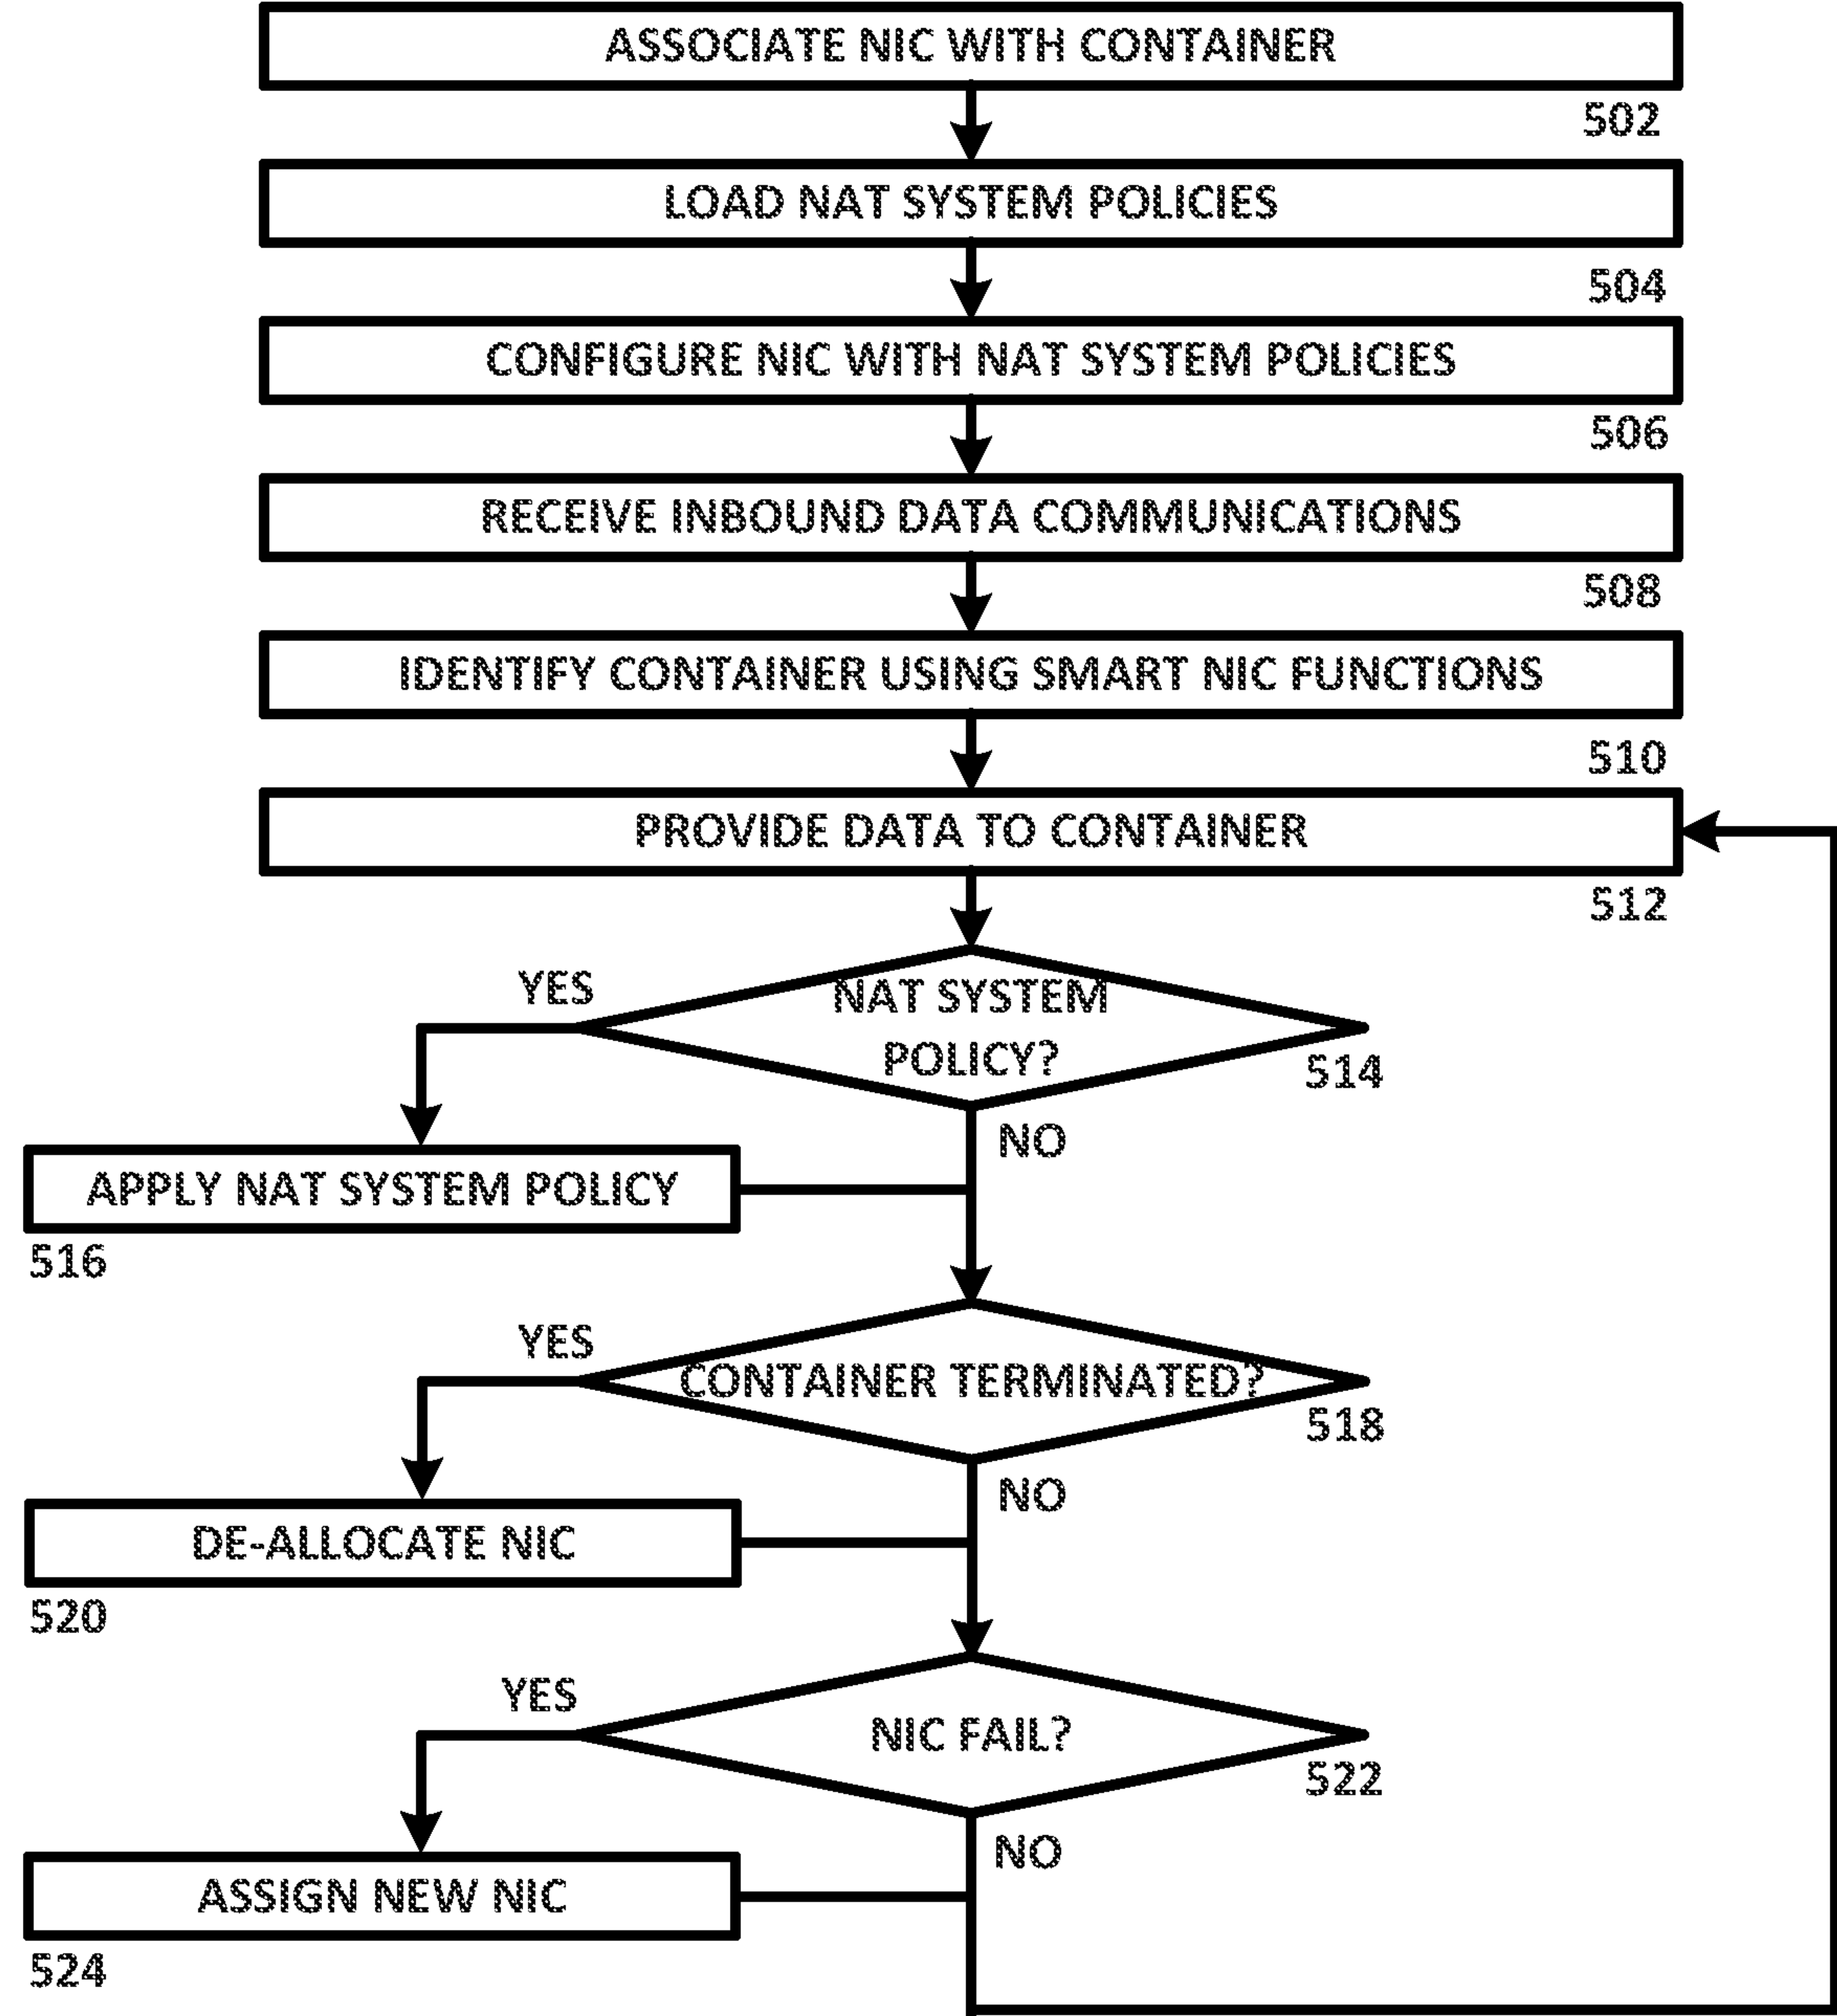 ASSOCIATE NIC WITH CONTAINER
502
LOAD NAT SYSTEM POLICIES
504
CONFIGURE NIC WITH NAT SYSTEM POLICIES
506
RECEIVE INBOUND DATA COMMUNICATIONS
508
IDENTIFY CONTAINER USING SMART NIC FUNCTIONS
510
PROVIDE DATA TO CONTAINER
512
YES
NAT SYSTEM
POLICY?
514
NO
APPLY NAT SYSTEM POLICY
516
YES
CONTAINER TERMINATED?
518
NO
DE-ALLOCATE NIC
520
YES
NIC FAIL?
522
NO
ASSIGN NEW NIC
524